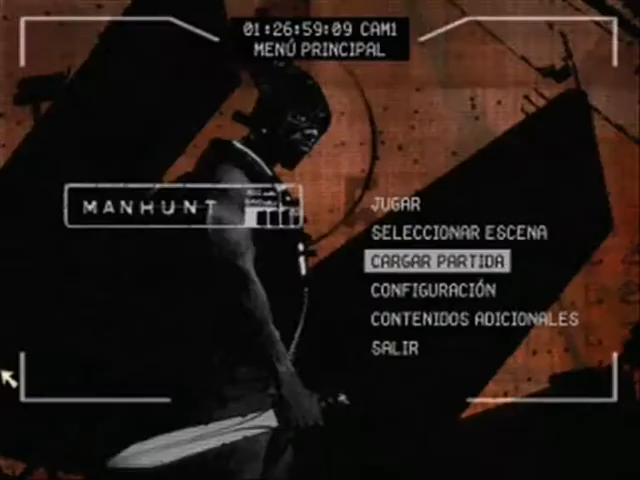 01:26:59:09 CAM1
MENÚ PRINCIPAL
MANHUNT
JUGAR
SELECCIONAR ESCENA
CARGAR PARTIDA
CONFIGURACIÓN
CONTENIDOS ADICIONALES
SALIR